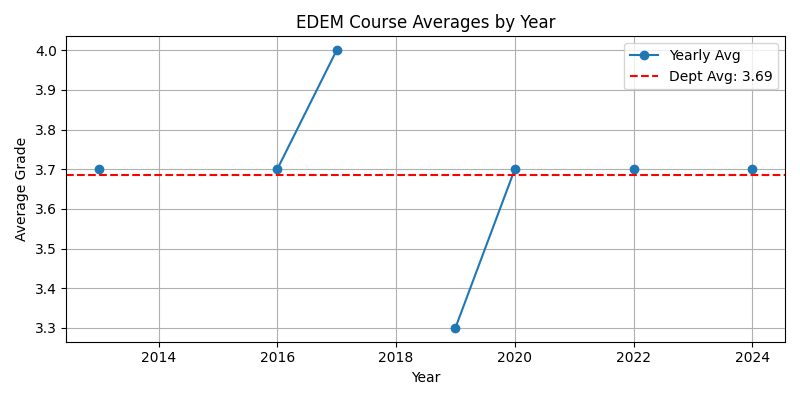 EDEM Course Averages by Year
Yearly Avg
Dept Avg: 3.69
Average Grade
4.0
3.9
3.8
3.7
3.6
3.5
3.4
3.3
2014 2016 2018 2020 2022 2024
Year